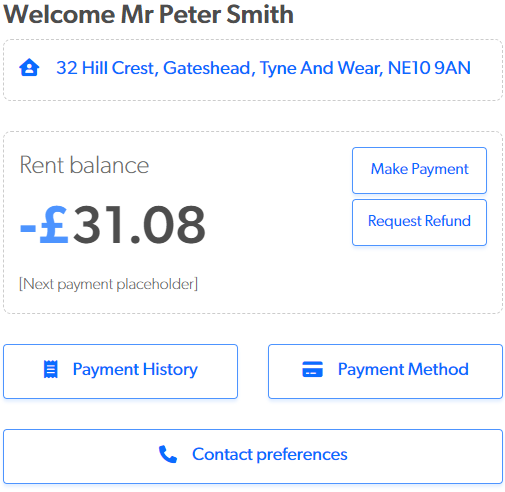 Welcome Mr Peter Smith
32 Hill Crest, Gateshead, Tyne And Wear, NE10 9AN
Rent balance
Make Payment
-£31.08
Request Refund
[Next payment placeholder]
Payment History
Payment Method
Contact preferences